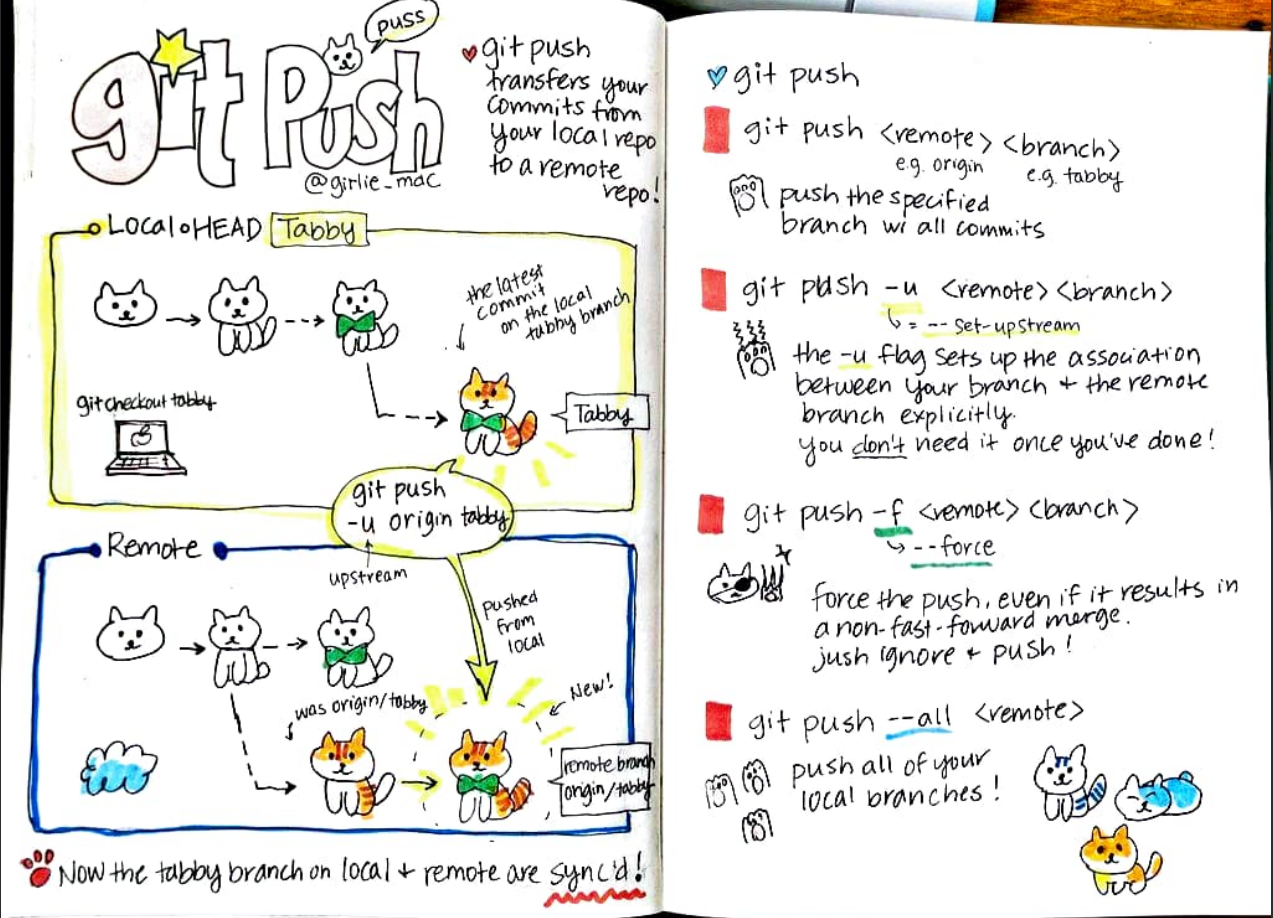 git Push
puss
@girlie_mac
git push
transfers your
commits from
your local repo
to a remote
repo!
Local HEAD Tabby
the latest
commit
on the local
tabby branch
git checkout tabby
Tabby
git push
-u origin tabby
upstream
Remote
pushed
from
local
was origin/tabby
New!
remote branch
origin/tabby
Now the tabby branch on local + remote are sync'd!
git push
git push <remote> <branch>
e.g. origin
e.g. tabby
push the specified
branch w/ all commits
git push -u <remote> <branch>
= --set-upstream
the -u flag sets up the association
between your branch + the remote
branch explicitly.
you don't need it once you've done!
git push -f <remote> <branch>
--force
force the push, even if it results in
a non-fast-forward merge.
jush ignore + push!
git push --all <remote>
push all of your
local branches!